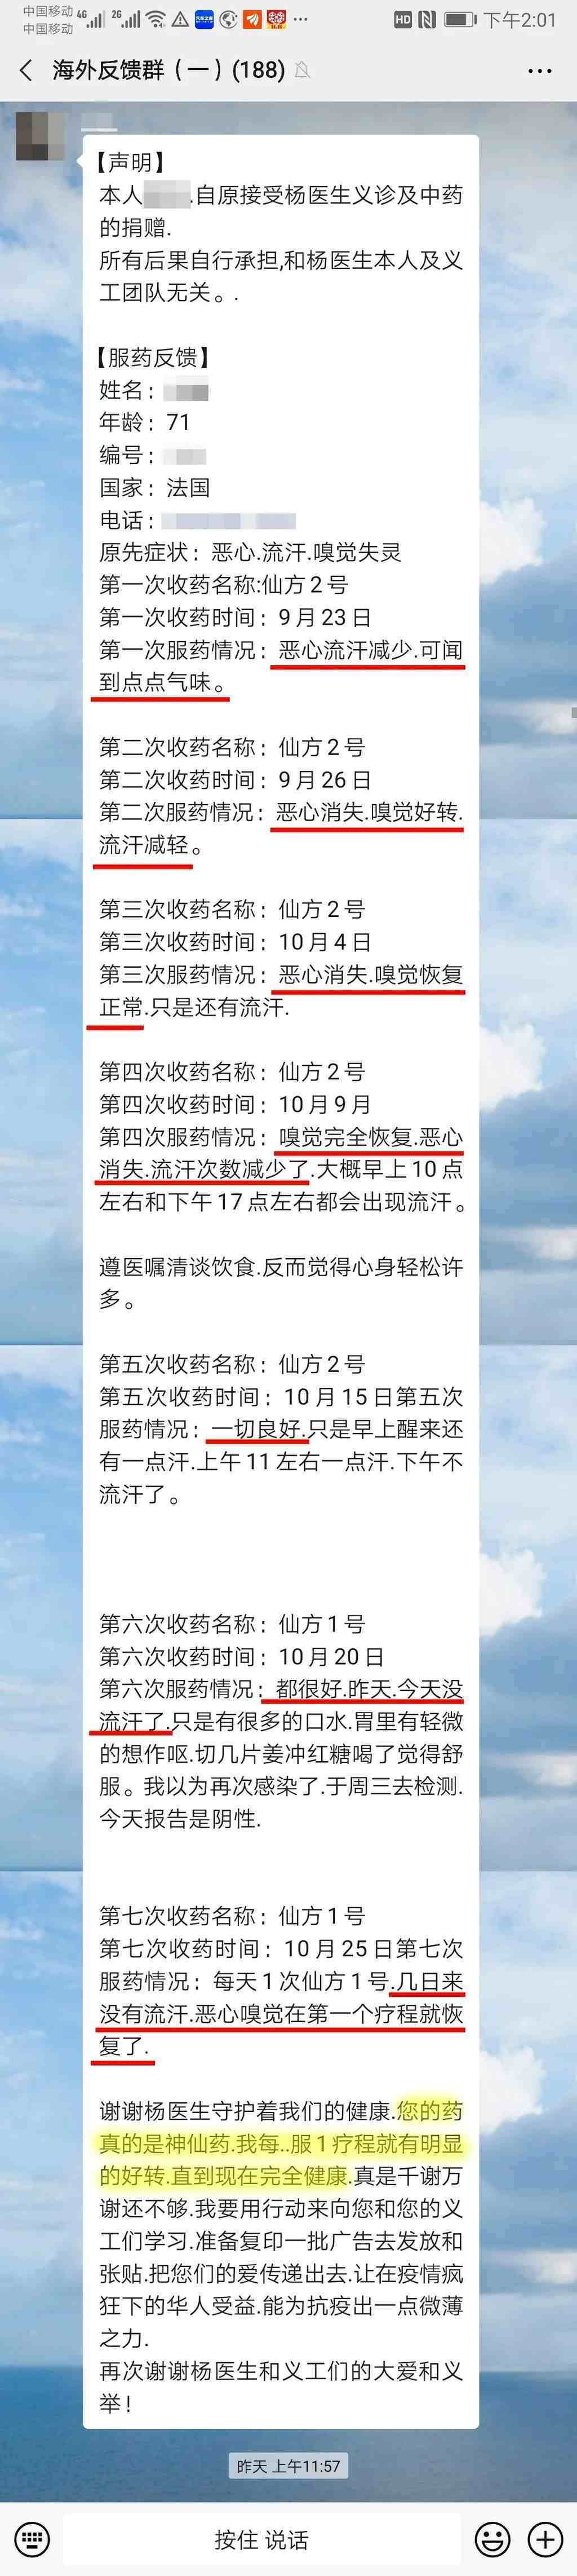 中国移动 4G 2G HD 下午2:01
中国移动
海外反馈群（一）(188)
【声明】
本人.自原接受杨医生义诊及中药
的捐赠.
所有后果自行承担,和杨医生本人及义
工团队无关。.
【服药反馈】
姓名：
年龄：71
编号：
国家：法国
电话：
原先症状：恶心.流汗.嗅觉失灵
第一次收药名称:仙方2号
第一次收药时间：9月23日
第一次服药情况：恶心流汗减少.可闻
到点点气味。
第二次收药名称：仙方2号
第二次收药时间：9月26日
第二次服药情况：恶心消失.嗅觉好转.
流汗减轻。
第三次收药名称：仙方2号
第三次收药时间：10月4日
第三次服药情况：恶心消失.嗅觉恢复
正常.只是还有流汗.
第四次收药名称：仙方2号
第四次收药时间：10月9月
第四次服药情况：嗅觉完全恢复.恶心
消失.流汗次数减少了.大概早上10点
左右和下午17点左右都会出现流汗。
遵医嘱清谈饮食.反而觉得心身轻松许
多。
第五次收药名称：仙方2号
第五次收药时间：10月15日第五次
服药情况：一切良好.只是早上醒来还
有一点汗.上午11左右一点汗.下午不
流汗了。
第六次收药名称：仙方1号
第六次收药时间：10月20日
第六次服药情况：都很好.昨天.今天没
流汗了.只是有很多的口水.胃里有轻微
的想作呕.切几片姜冲红糖喝了觉得舒
服。我以为再次感染了.于周三去检测.
今天报告是阴性.
第七次收药名称：仙方1号
第七次收药时间：10月25日第七次
服药情况：每天1次仙方1号.几日来
没有流汗.恶心嗅觉在第一个疗程就恢
复了.
谢谢杨医生守护着我们的健康.您的药
真的是神仙药.我每..服1疗程就有明显
的好转.直到现在完全健康.真是千谢万
谢还不够.我要用行动来向您和您的义
工们学习.准备复印一批广告去发放和
张贴.把您们的爱传递出去.让在疫情疯
狂下的华人受益.能为抗疫出一点微薄
之力.
再次谢谢杨医生和义工们的大爱和义
举！
昨天 上午11:57
按住 说话